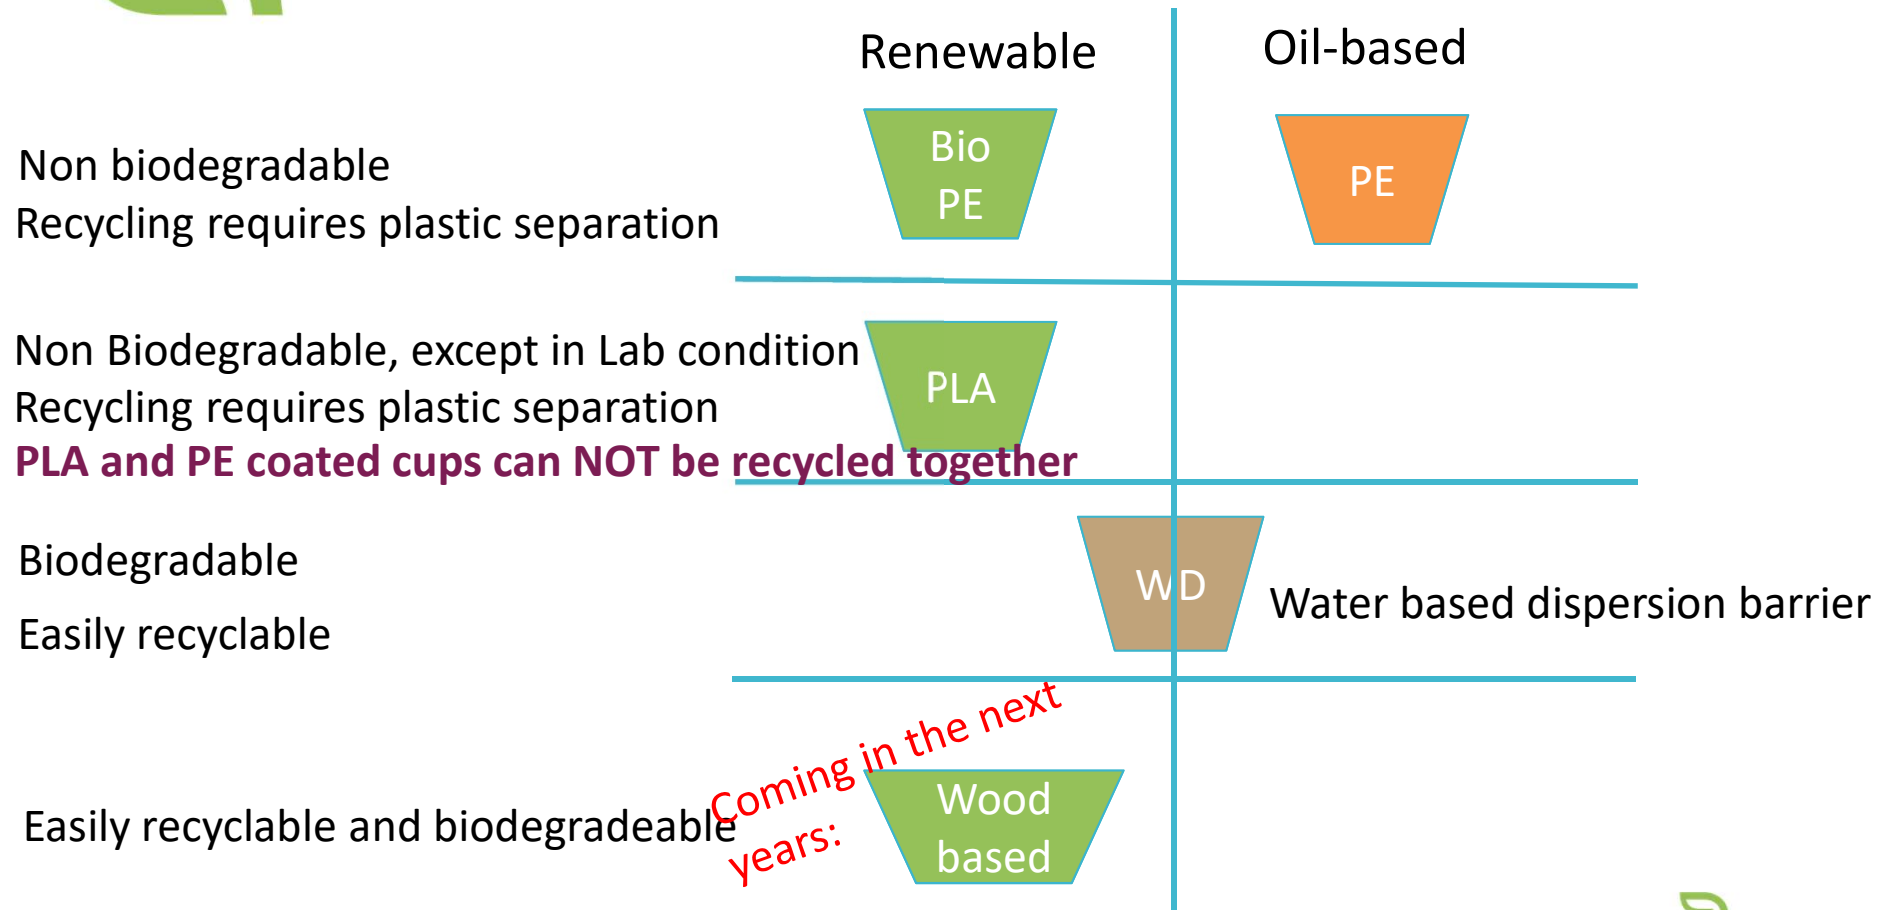 Renewable
Oil-based
Non biodegradable
Recycling requires plastic separation
Bio
PE
PE
Non Biodegradable, except in Lab condition
Recycling requires plastic separation
PLA and PE coated cups can NOT be recycled together
PLA
Biodegradable
Easily recyclable
WD
Water based dispersion barrier
Easily recyclable and biodegradeable
Coming in the next
years:
Wood
based